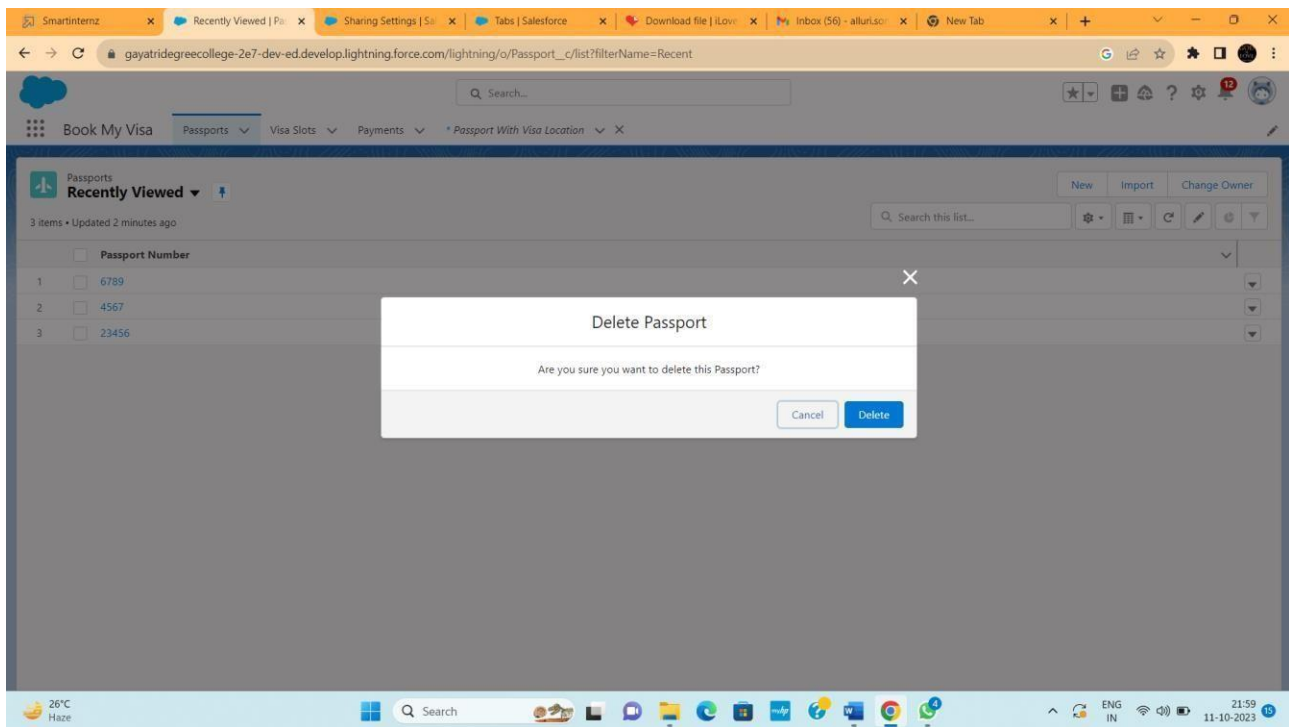 Smartinternz
Recently Viewed | Pa
Sharing Settings | Sa
Tabs | Salesforce
Download file | iLove
Inbox (56) - alluri.son
New Tab
gayatridegreecollege-2e7-dev-ed.develop.lightning.force.com/lightning/o/Passport__c/list?filterName=Recent
Search...
12
Book My Visa
Passports
Visa Slots
Payments
* Passport With Visa Location
Passports
Recently Viewed
New
Import
Change Owner
3 items • Updated 2 minutes ago
Search this list...
Passport Number
1 6789
2 4567
3 23456
Delete Passport
Are you sure you want to delete this Passport?
Cancel
Delete
26°C
Haze
Search
ENG
IN
21:59
11-10-2023
15